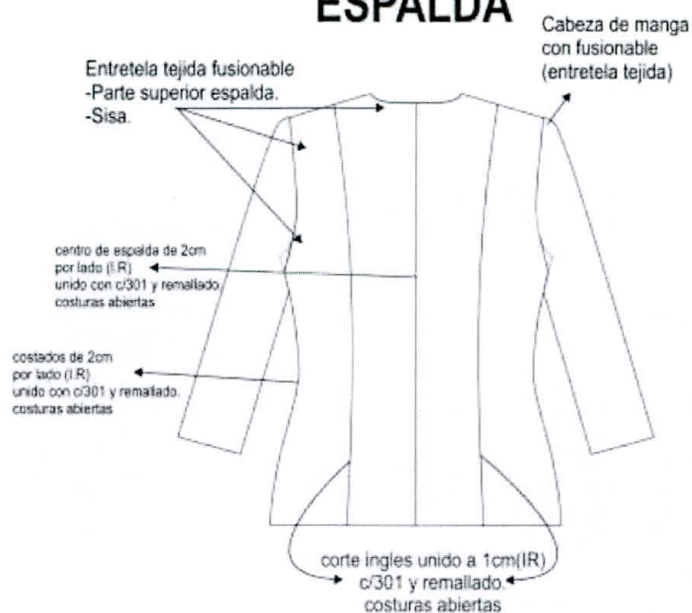 ESPALDA
Cabeza de manga
con fusionable
(entretela tejida)
Entretela tejida fusionable
-Parte superior espalda.
-Sisa.
centro de espalda de 2cm
por lado (I.R)
unido con c/301 y remallado.
costuras abiertas
costados de 2cm
por lado (I.R)
unido con c/301 y remallado.
costuras abiertas
corte ingles unido a 1cm(IR)
c/301 y remallado.
costuras abiertas